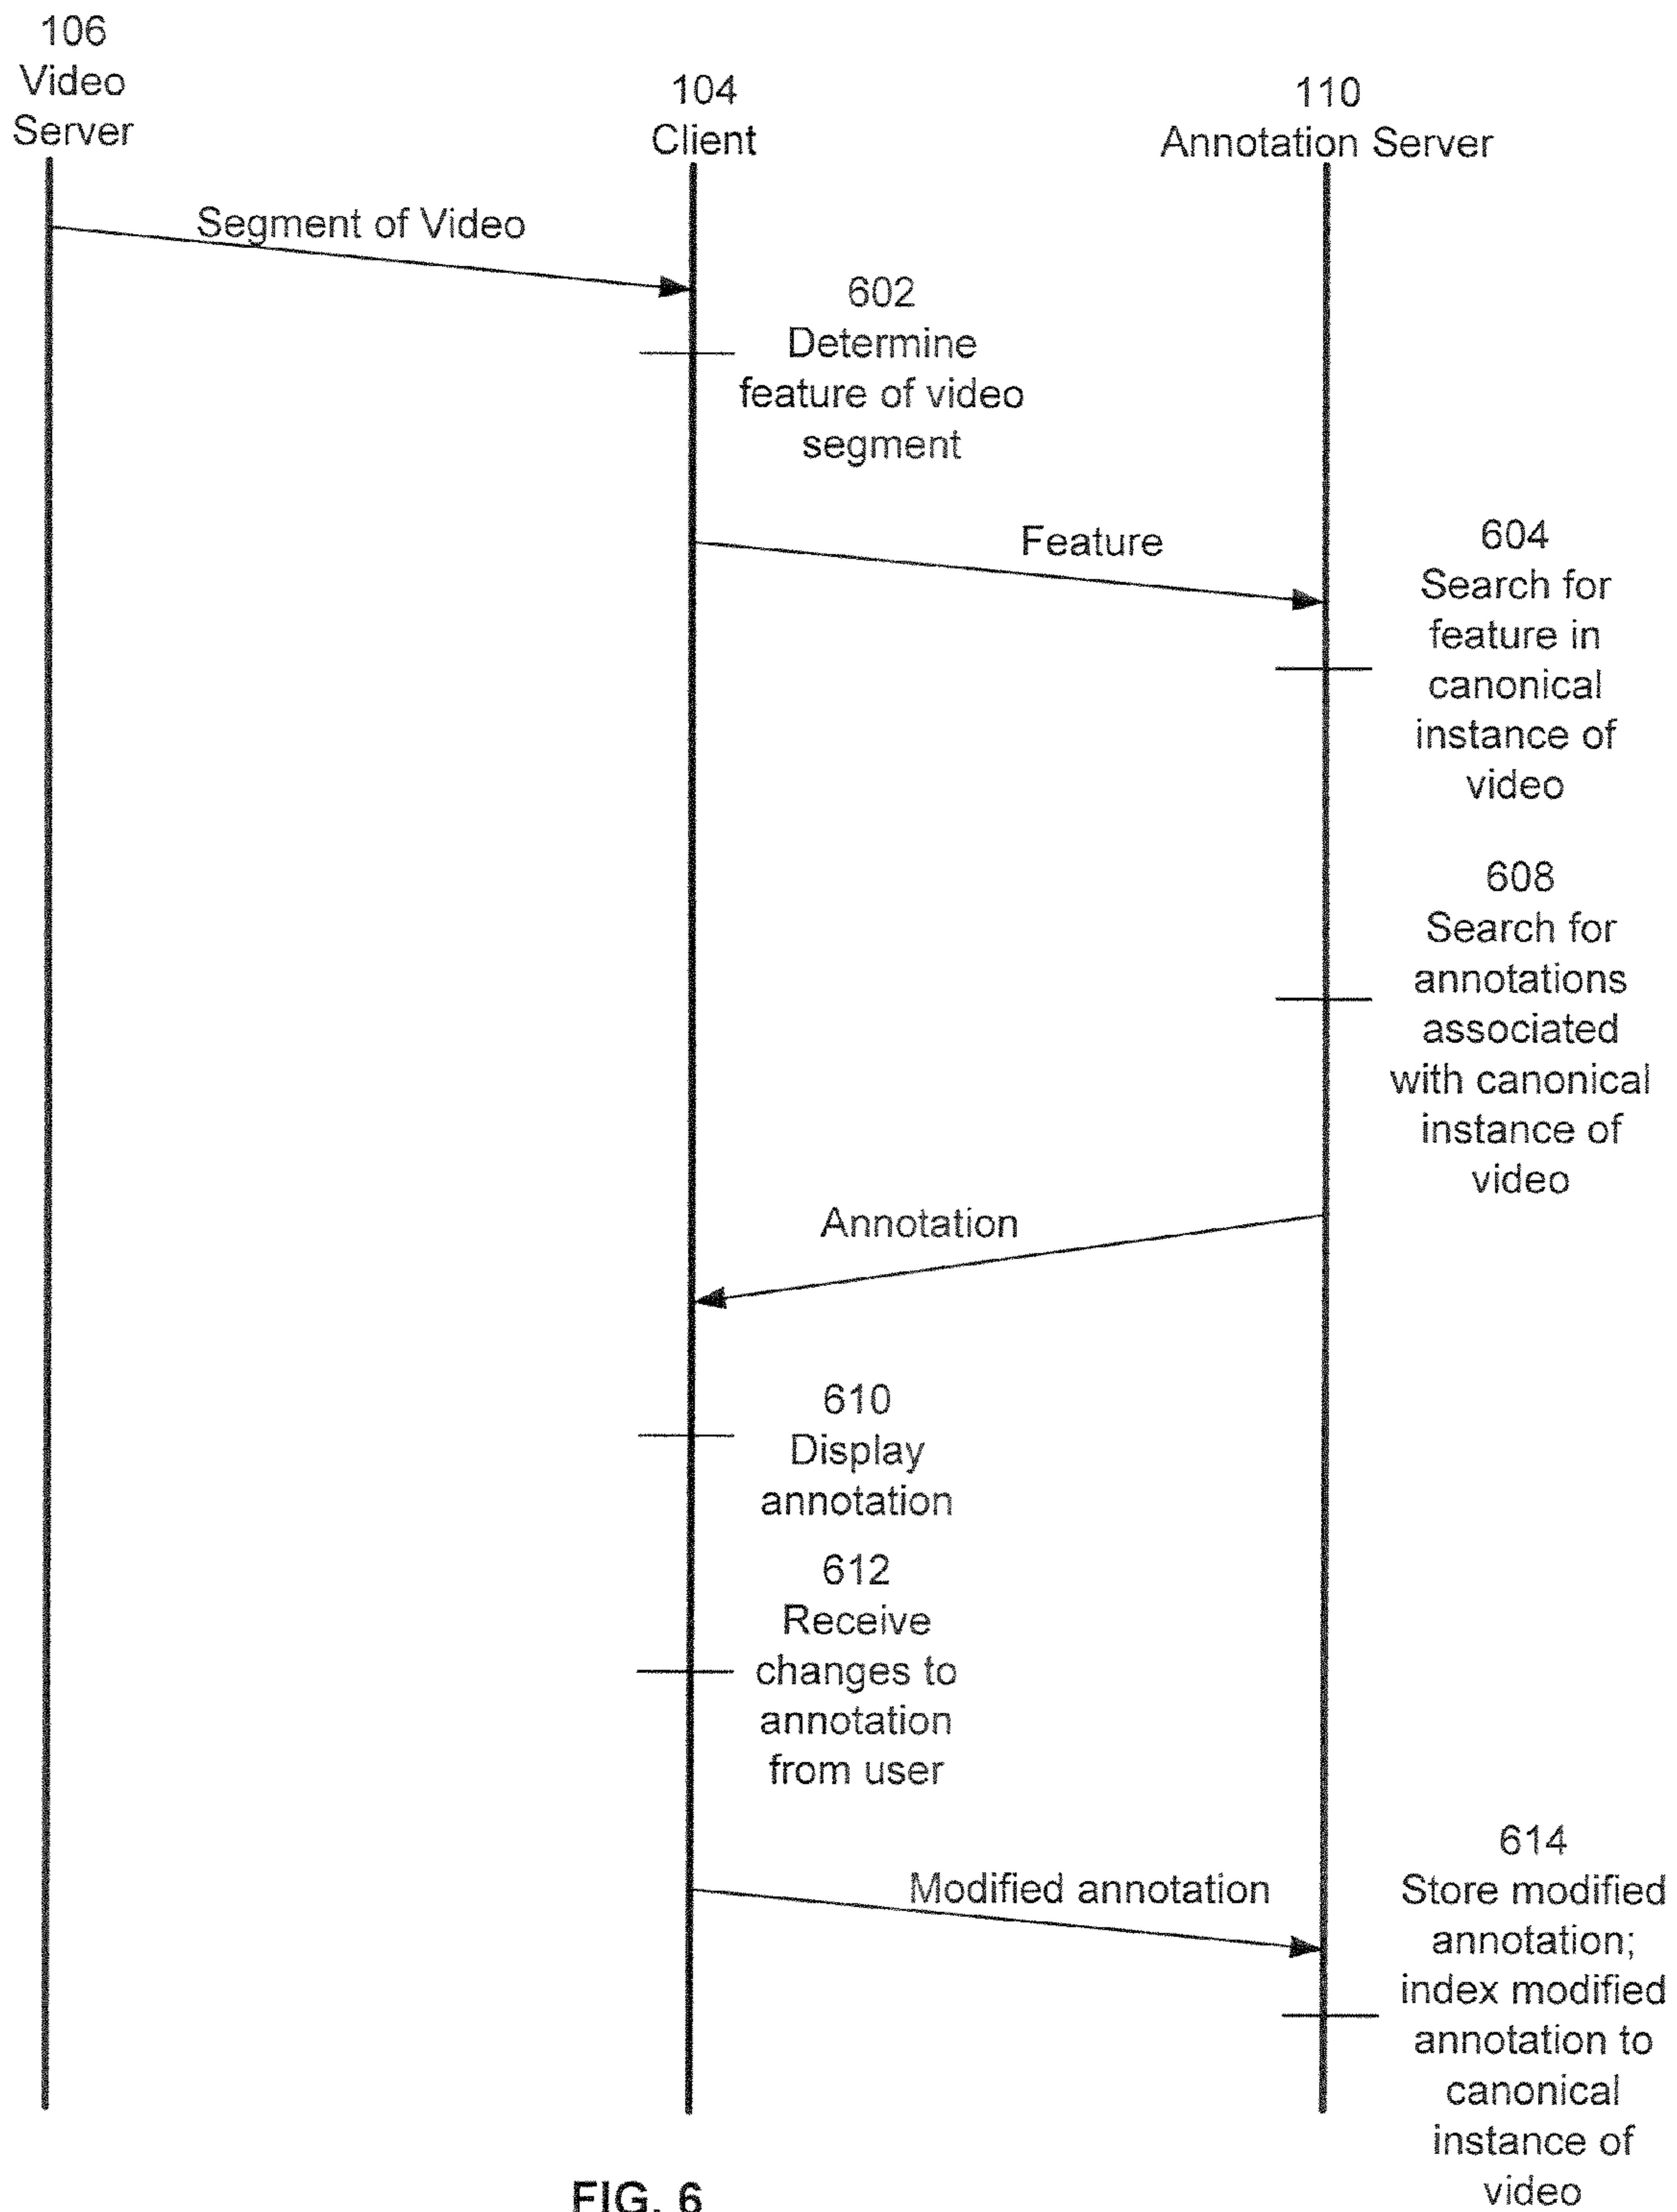 106
Video
Server
104
Client
110
Annotation Server
Segment of Video
602
Determine
feature of video
segment
Feature
604
Search for
feature in
canonical
instance of
video
608
Search for
annotations
associated
with canonical
instance of
video
Annotation
610
Display
annotation
612
Receive
changes to
annotation
from user
Modified annotation
614
Store modified
annotation;
index modified
annotation to
canonical
instance of
video
FIG. 6